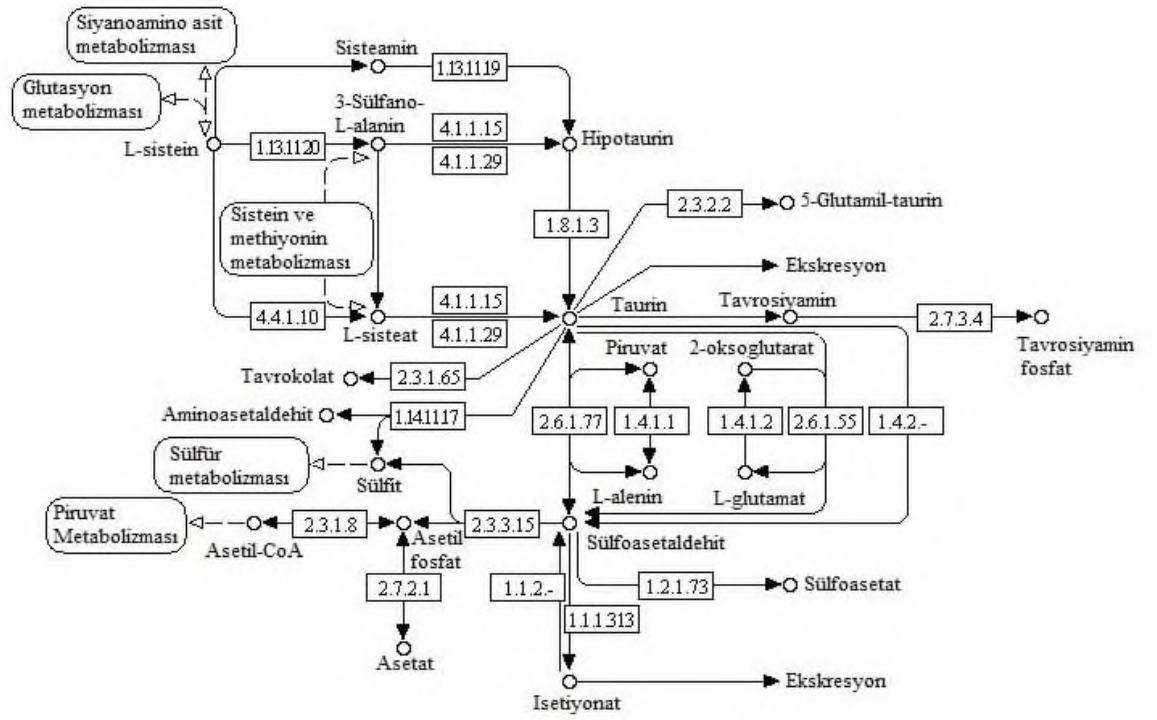 Siyanoamino asit
metabolizması
Glutasyon
metabolizması
Sisteamin
1.13.1119
3-Sülfano-
L-alanin
4.1.1.15
4.1.1.29
L-sistein
1.13.1120
Hipotaurin
Sistein ve
methiyonin
metabolizması
1.8.1.3
2.3.2.2
5-Glutamil-taurin
Ekskresyon
4.4.1.10
L-sisteat
4.1.1.15
4.1.1.29
Taurin
Tavrosiyamin
2.7.3.4
Tavrosiyamin
fosfat
Tavrokolat
2.3.1.65
Piruvat
2-oksoglutarat
Aminoasetaldehit
1.14.1117
2.6.1.77
1.4.1.1
1.4.1.2
2.6.1.55
1.4.2.-
Sülfür
metabolizması
Sülfit
L-alenin
L-glutamat
Piruvat
Metabolizması
Asetil-CoA
2.3.1.8
Asetil
fosfat
2.3.3.15
Sülfoasetaldehit
2.7.2.1
1.1.2.-
1.2.1.73
Sülfoasetat
1.1.1.313
Asetat
Isetiyonat
Ekskresyon